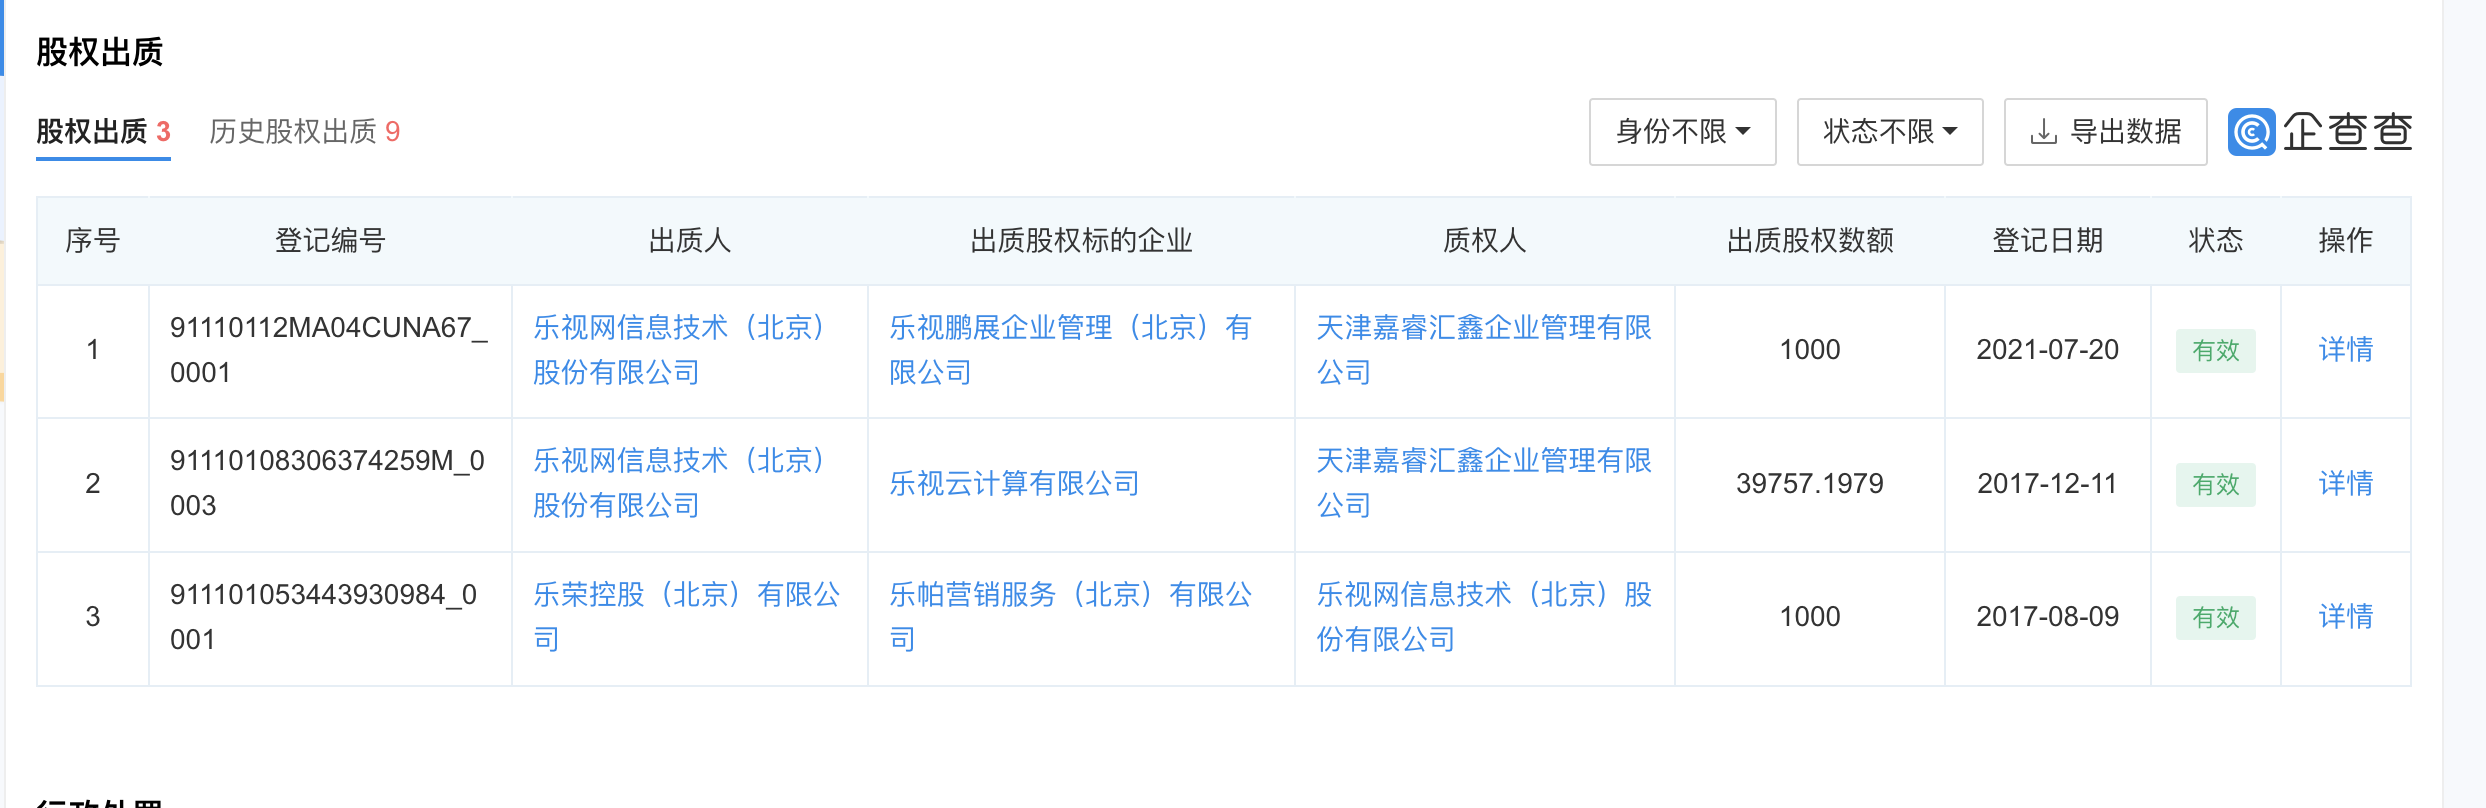 股权出质
股权出质 3 历史股权出质 9 身份不限 状态不限 导出数据 企查查
序号 登记编号 出质人 出质股权标的企业 质权人 出质股权数额 登记日期 状态 操作
1 91110112MA04CUNA67_ 乐视网信息技术（北京） 乐视鹏展企业管理（北京）有 天津嘉睿汇鑫企业管理有限 1000 2021-07-20 有效 详情
0001 股份有限公司 限公司 公司
2 91110108306374259M_0 乐视网信息技术（北京） 乐视云计算有限公司 天津嘉睿汇鑫企业管理有限 39757.1979 2017-12-11 有效 详情
003 股份有限公司 公司
3 911101053443930984_0 乐荣控股（北京）有限公 乐帕营销服务（北京）有限公 乐视网信息技术（北京）股 1000 2017-08-09 有效 详情
001 司 司 份有限公司